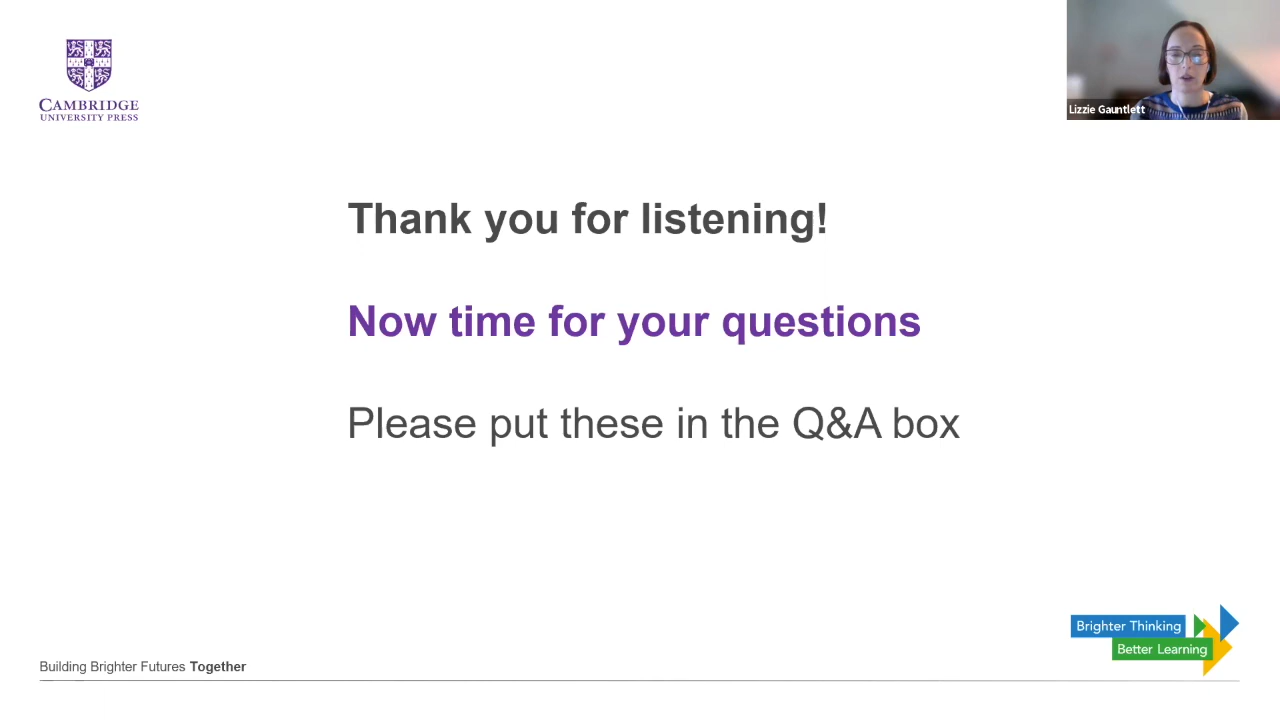 CAMBRIDGE
UNIVERSITY PRESS
Lizzie Gauntlett
Thank you for listening!
Now time for your questions
Please put these in the Q&A box
Brighter Thinking
Better Learning
Building Brighter Futures Together